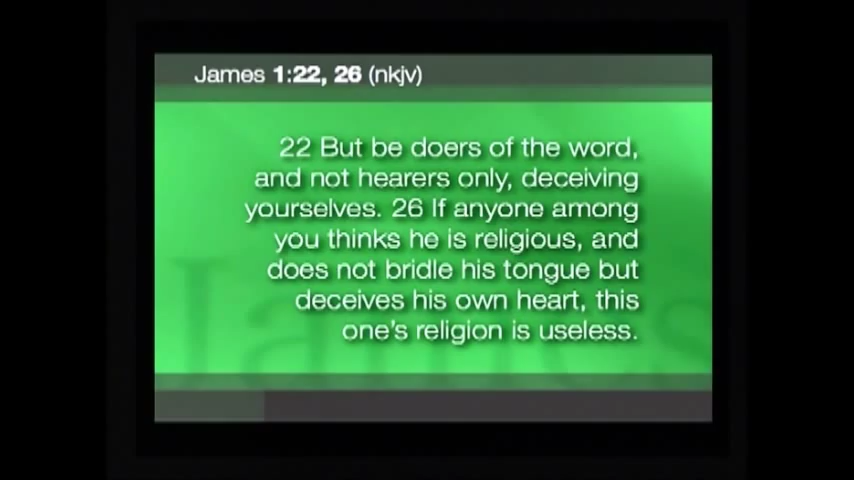 James 1:22, 26 (nkjv)
22 But be doers of the word,
and not hearers only, deceiving
yourselves. 26 If anyone among
you thinks he is religious, and
does not bridle his tongue but
deceives his own heart, this
one's religion is useless.
James